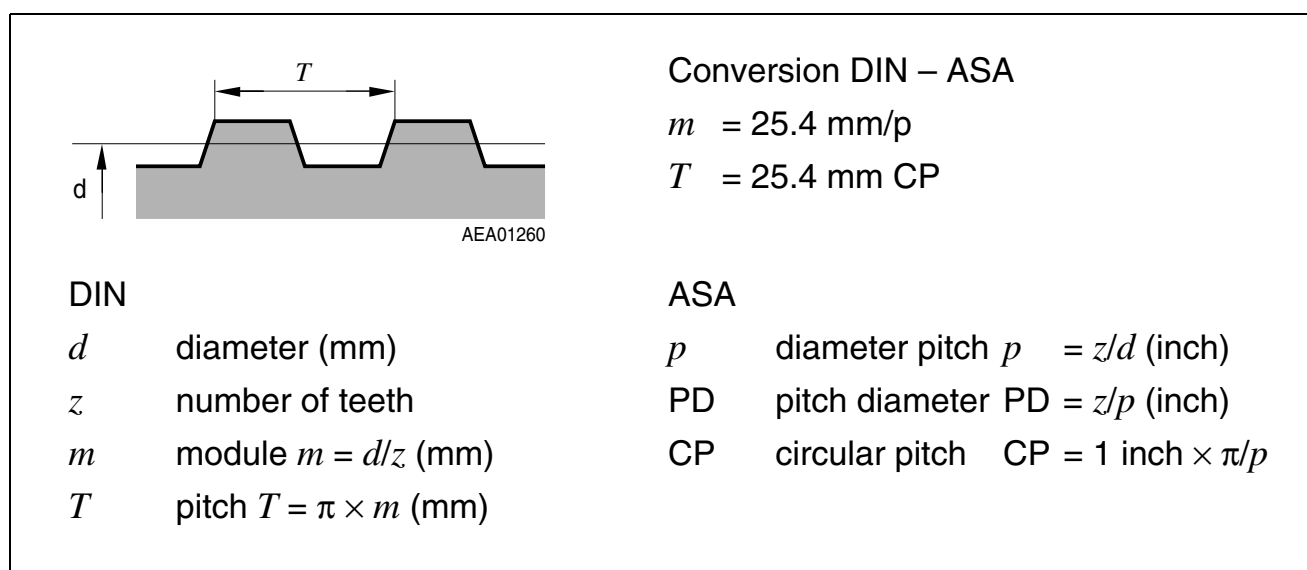 T
d
AEA01260
Conversion DIN – ASA
m = 25.4 mm/p
T = 25.4 mm CP
DIN
d diameter (mm)
z number of teeth
m module m = d/z (mm)
T pitch T = π × m (mm)
ASA
p diameter pitch p = z/d (inch)
PD pitch diameter PD = z/p (inch)
CP circular pitch CP = 1 inch × π/p